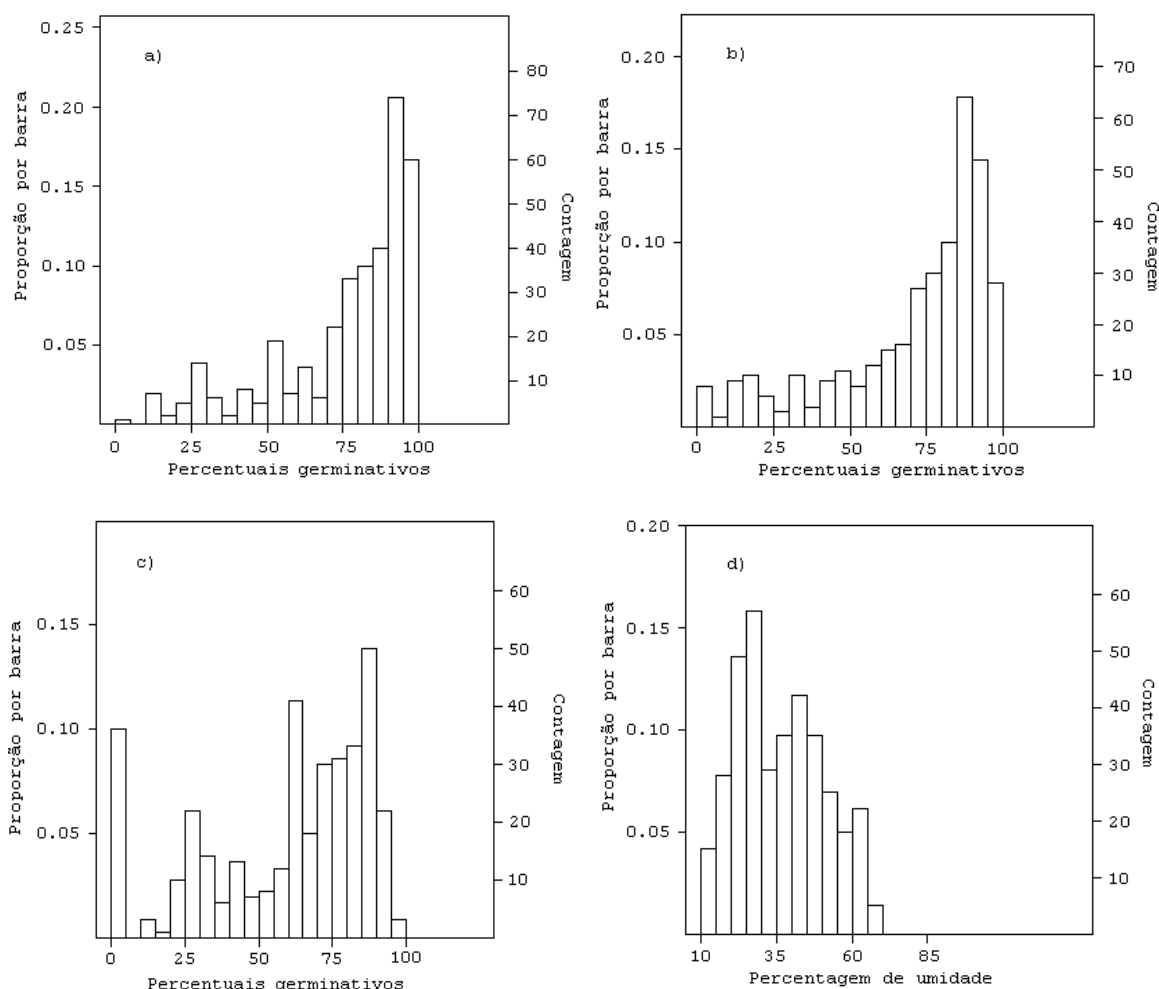 a)
Proporção por barra
0.25
0.20
0.15
0.10
0.05
80
70
60
50
40
30
20
10
Contagem
0 25 50 75 100
Percentuais germinativos
b)
Proporção por barra
0.20
0.15
0.10
0.05
70
60
50
40
30
20
10
Contagem
0 25 50 75 100
Percentuais germinativos
c)
Proporção por barra
0.15
0.10
0.05
60
50
40
30
20
10
Contagem
0 25 50 75 100
Percentuais germinativos
d)
Proporção por barra
0.20
0.15
0.10
0.05
60
50
40
30
20
10
Contagem
10 35 60 85
Percentagem de umidade